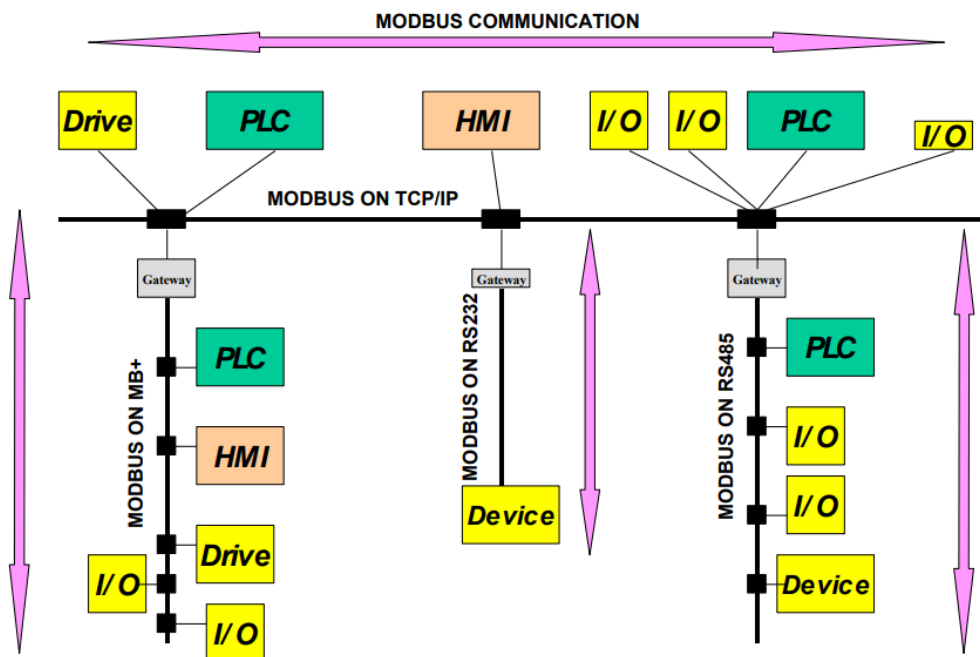 MODBUS COMMUNICATION
Drive
PLC
HMI
I/O
I/O
PLC
I/O
MODBUS ON TCP/IP
Gateway
Gateway
Gateway
MODBUS ON MB+
PLC
HMI
Drive
I/O
I/O
MODBUS ON RS232
Device
MODBUS ON RS485
PLC
I/O
I/O
Device